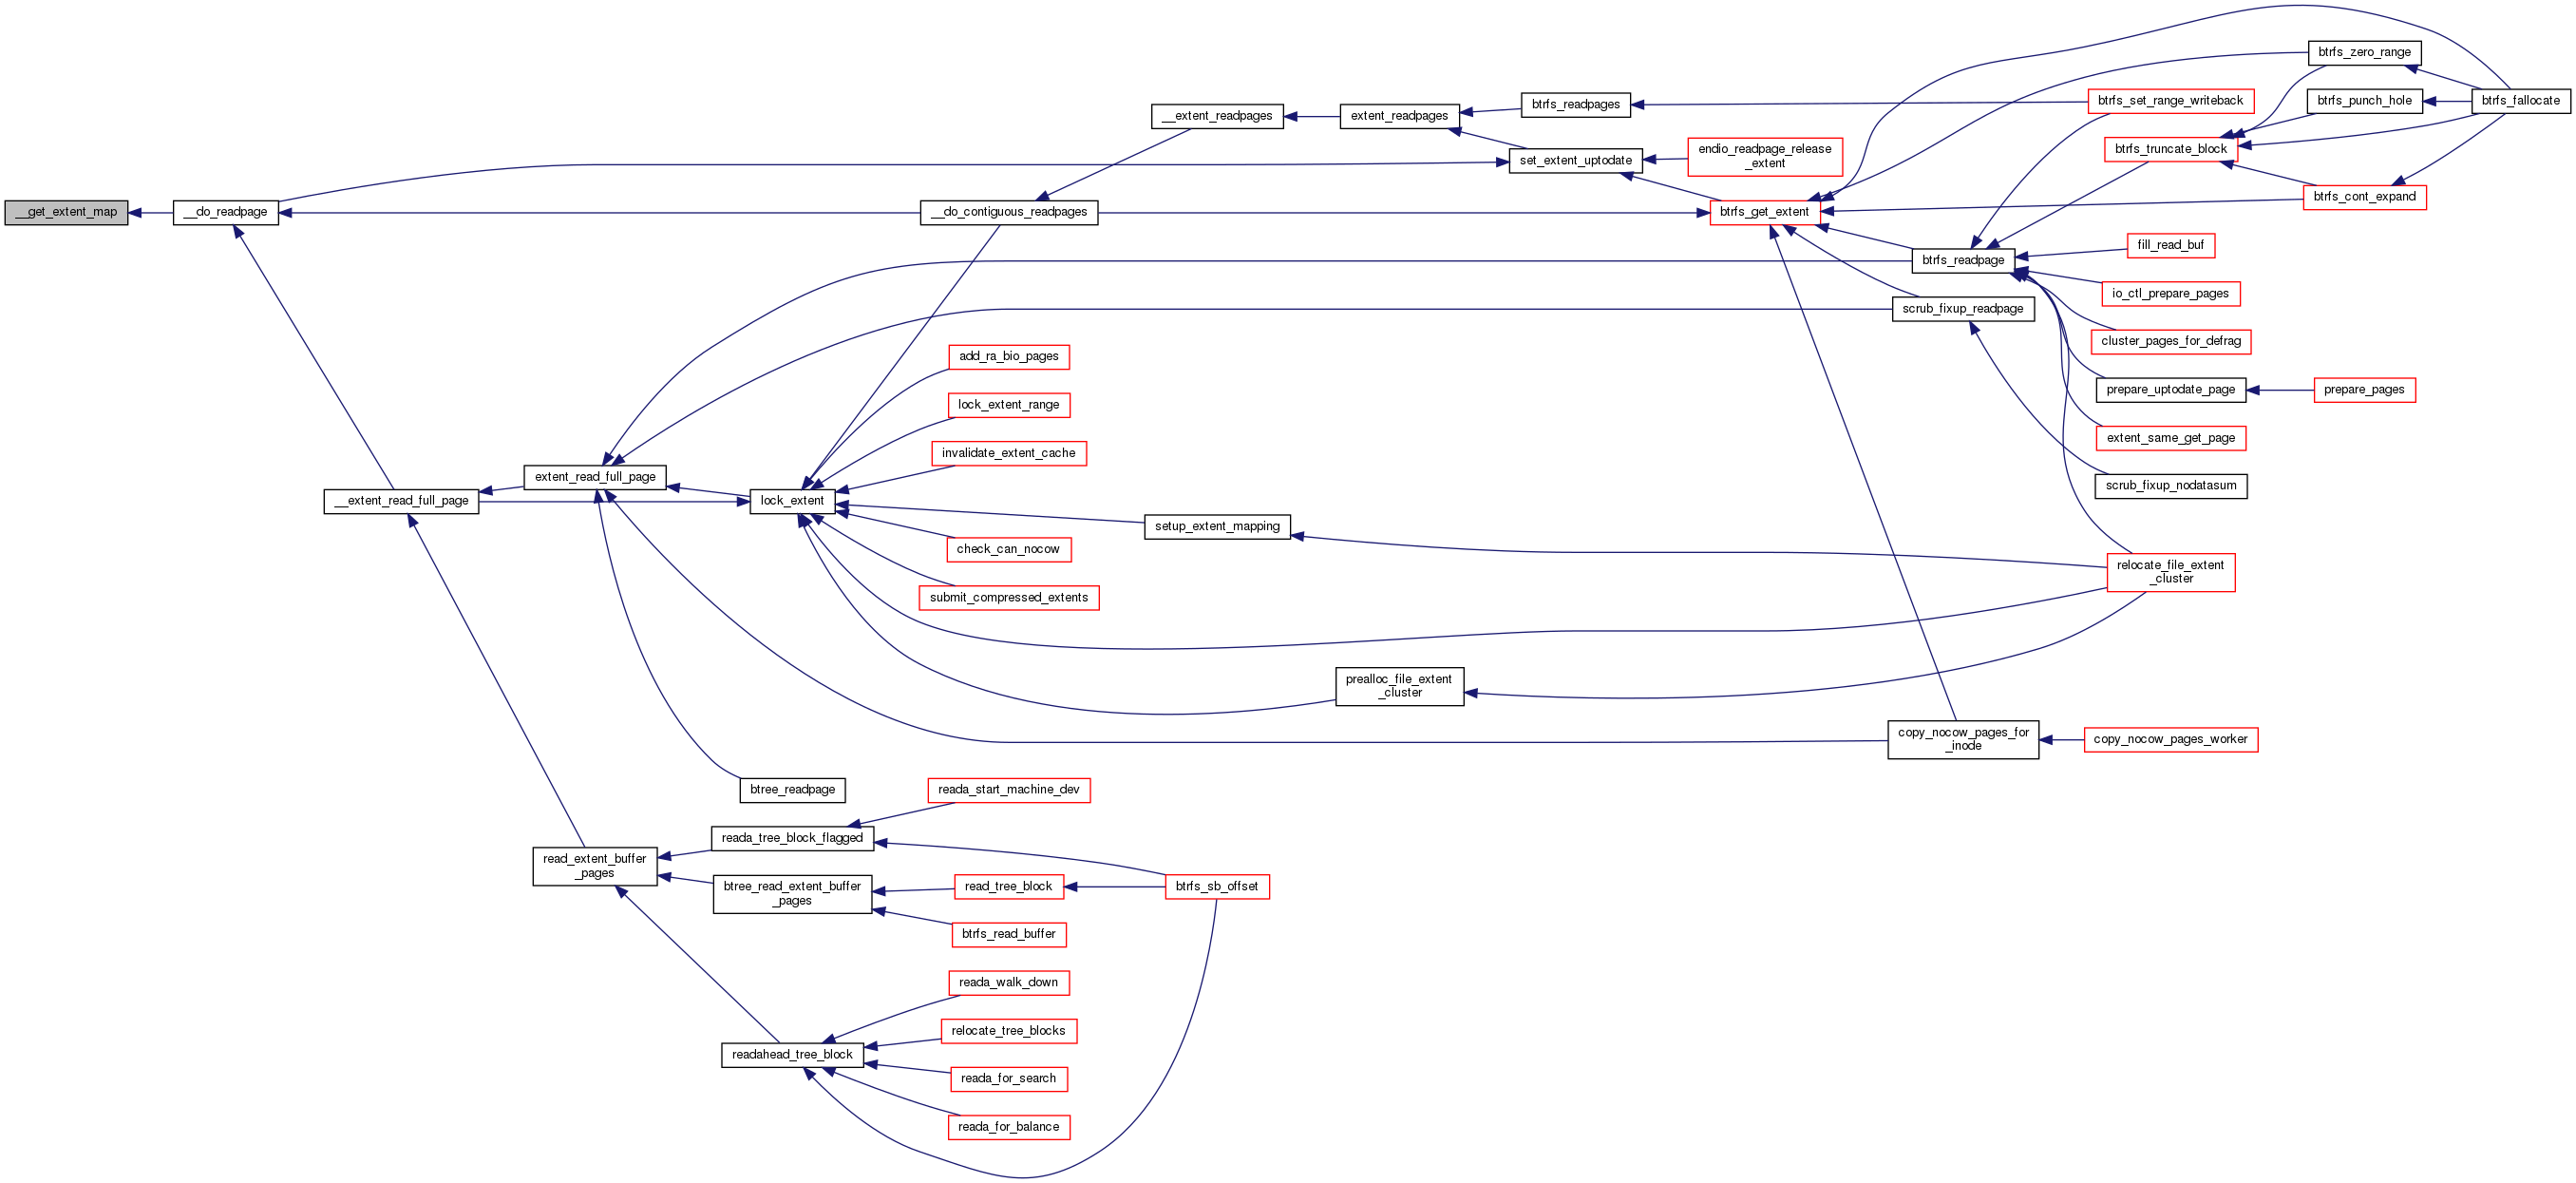 __get_extent_map
__do_readpage
__extent_read_full_page
extent_read_full_page
read_extent_buffer
_pages
lock_extent
btree_readpage
reada_tree_block_flagged
btree_read_extent_buffer
_pages
readahead_tree_block
__do_contiguous_readpages
add_ra_bio_pages
lock_extent_range
invalidate_extent_cache
check_can_nocow
submit_compressed_extents
reada_start_machine_dev
read_tree_block
btrfs_read_buffer
reada_walk_down
relocate_tree_blocks
reada_for_search
reada_for_balance
__extent_readpages
setup_extent_mapping
btrfs_sb_offset
extent_readpages
prealloc_file_extent
_cluster
btrfs_readpages
set_extent_uptodate
endio_readpage_release
_extent
btrfs_get_extent
btrfs_readpage
scrub_fixup_readpage
copy_nocow_pages_for
_inode
btrfs_set_range_writeback
btrfs_truncate_block
fill_read_buf
io_ctl_prepare_pages
cluster_pages_for_defrag
prepare_uptodate_page
extent_same_get_page
scrub_fixup_nodatasum
relocate_file_extent
_cluster
copy_nocow_pages_worker
btrfs_zero_range
btrfs_punch_hole
btrfs_cont_expand
prepare_pages
btrfs_fallocate